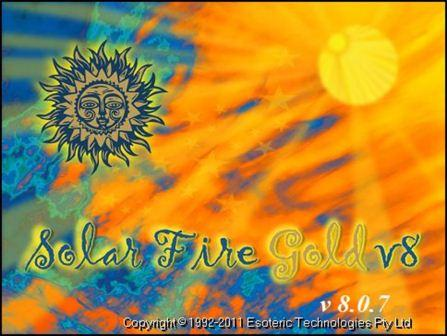 Solar Fire Gold v8
v 8.0.7
Copyright © 1992-2011 Esoteric Technologies Pty Ltd